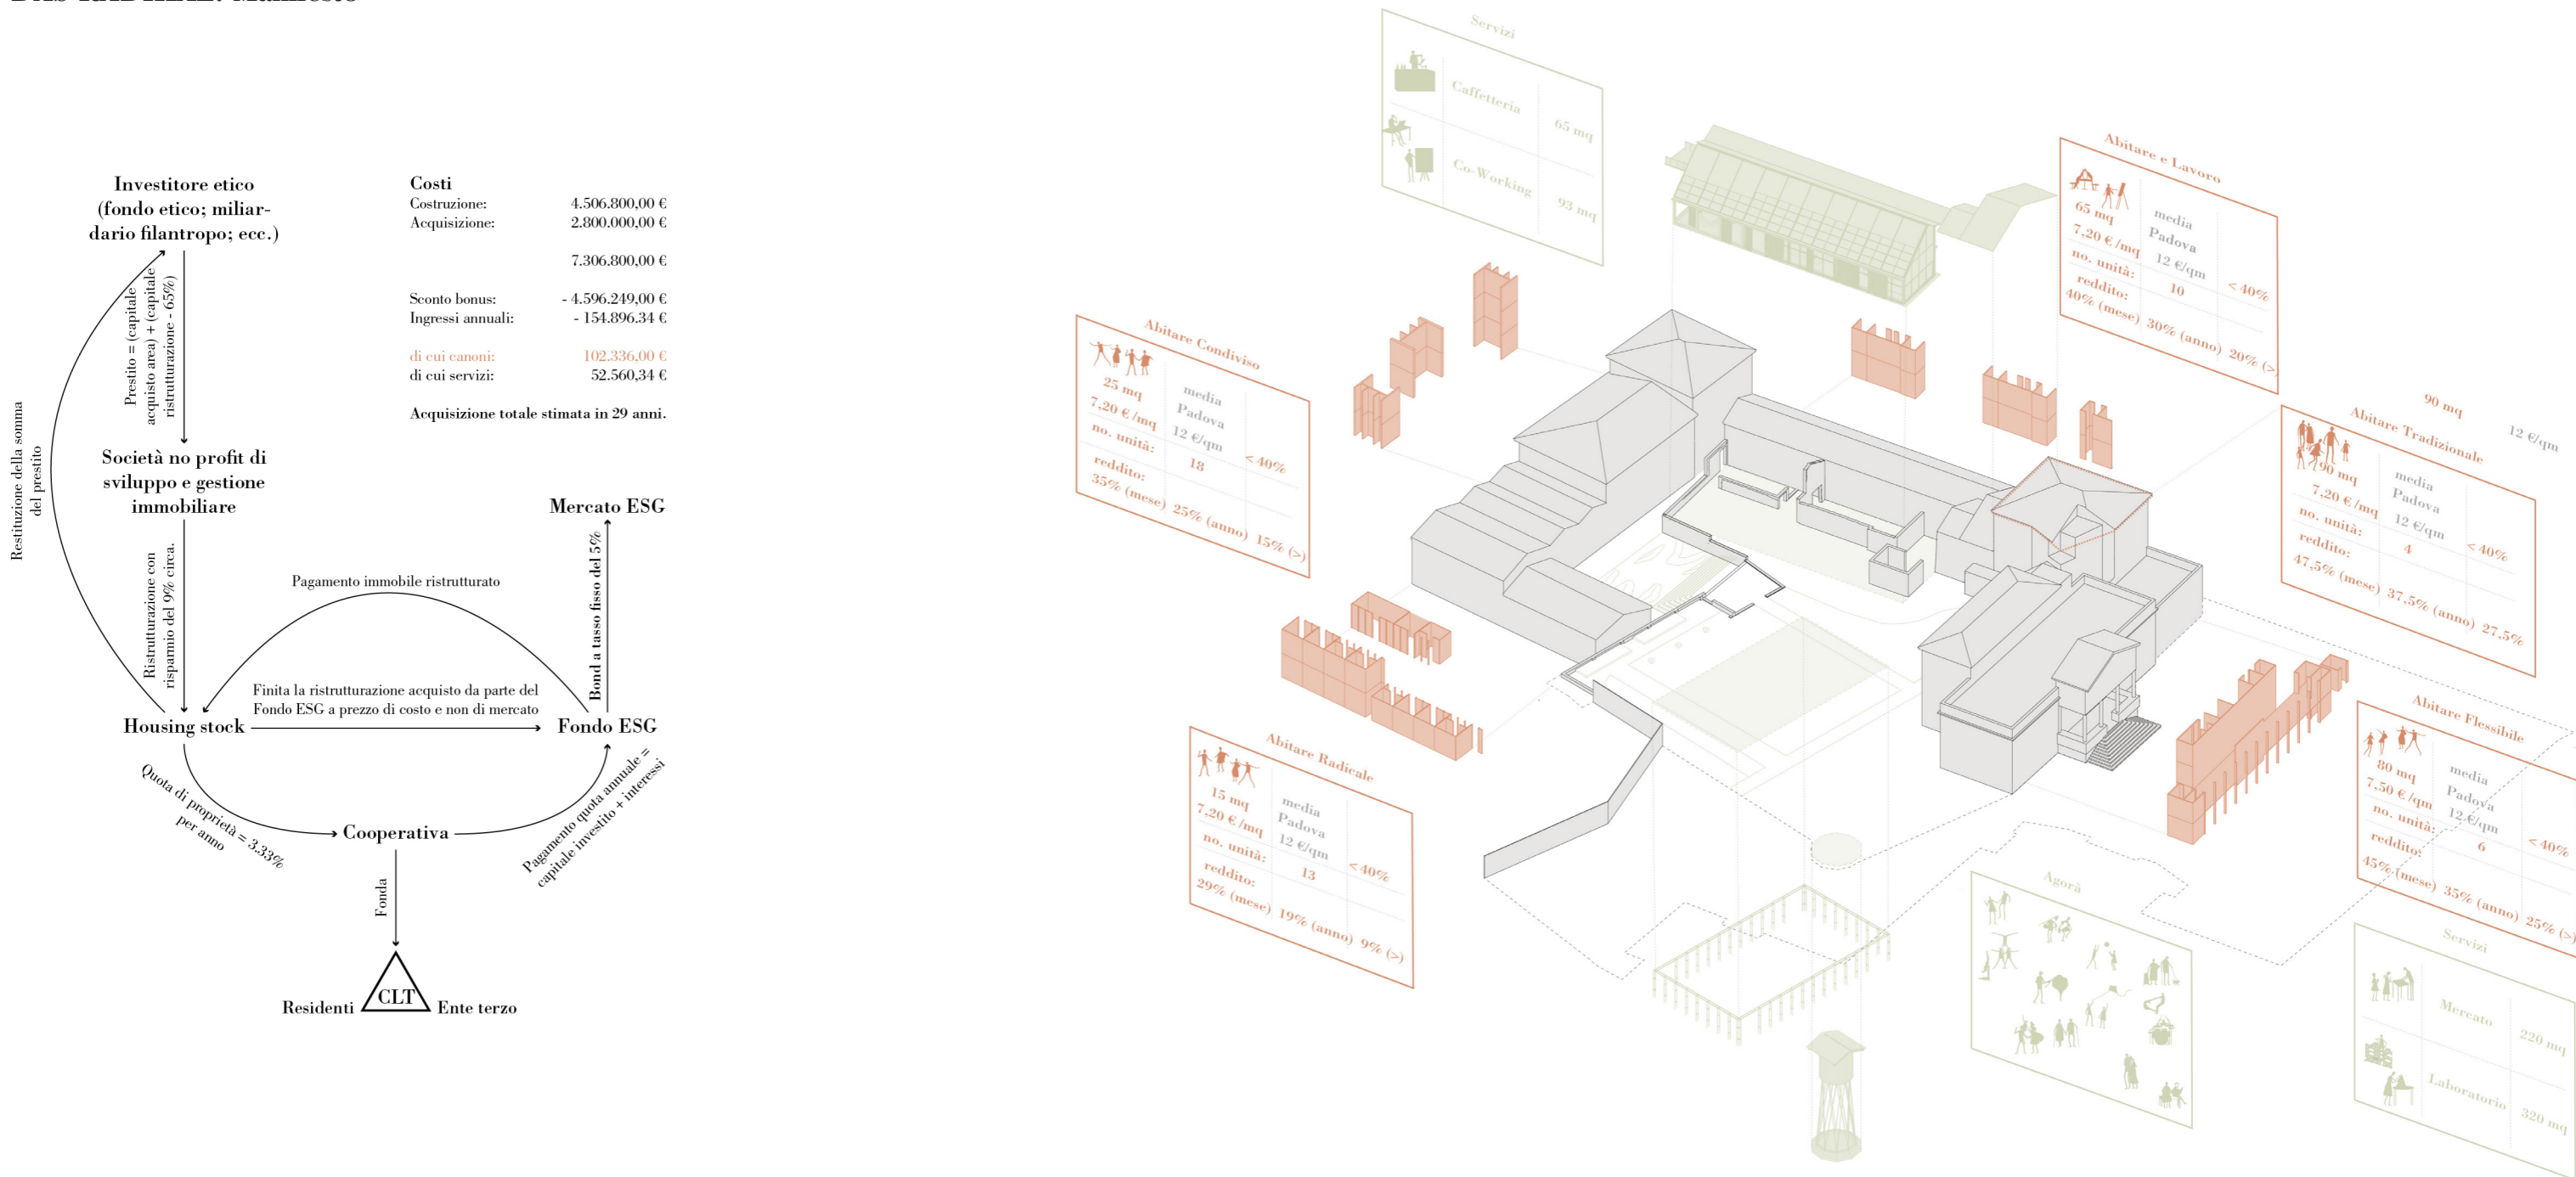 Investitore etico
(fondo etico; miliar-
dario filantropo; ecc.)
Restituzione della somma
del prestito
Prestito = (capitale
acquisto area) + (capitale
ristrutturazione - 65%)
Società no profit di
sviluppo e gestione
immobiliare
Ristrutturazione con
risparmio del 9% circa.
Housing stock
Pagamento immobile ristrutturato
Finita la ristrutturazione acquisto da parte del
Fondo ESG a prezzo di costo e non di mercato
Fondo ESG
Bond a tasso fisso del 5%
Mercato ESG
Quota di proprietà = 3.33%
per anno
Cooperativa
Pagamento quota annuale =
capitale investito + interessi
Fonda
CLT
Residenti
Ente terzo
Costi
Costruzione: 4.506.800,00 €
Acquisizione: 2.800.000,00 €
7.306.800,00 €
Sconto bonus: - 4.596.249,00 €
Ingressi annuali: - 154.896.34 €
di cui canoni: 102.336,00 €
di cui servizi: 52.560,34 €
Acquisizione totale stimata in 29 anni.
Servizi
Caffetteria 65 mq
Co-Working 93 mq
Abitare e Lavoro
65 mq
7,20 € /mq
media
Padova
12 €/qm
< 40%
no. unità: 10
reddito:
40% (mese) 30% (anno) 20% (>)
Abitare Condiviso
25 mq
7,20 € /mq
media
Padova
12 €/qm
< 40%
no. unità: 18
reddito:
35% (mese) 25% (anno) 15% (>)
90 mq
12 €/qm
Abitare Tradizionale
90 mq
7,20 € /mq
media
Padova
12 €/qm
< 40%
no. unità: 4
reddito:
47,5% (mese) 37,5% (anno) 27,5%
Abitare Radicale
15 mq
7,20 € /mq
media
Padova
12 €/qm
< 40%
no. unità: 13
reddito:
29% (mese) 19% (anno) 9% (>)
Abitare Flessibile
80 mq
7,50 € /qm
media
Padova
12 €/qm
< 40%
no. unità: 6
reddito:
45% (mese) 35% (anno) 25% (>)
Agorà
Servizi
Mercato 220 mq
Laboratorio 320 mq